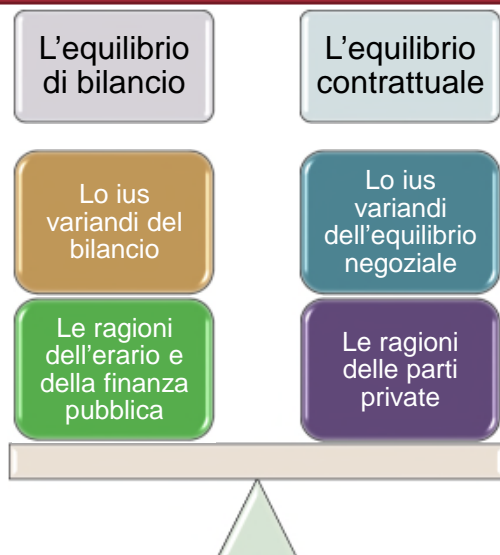 L’equilibrio
di bilancio
L’equilibrio
contrattuale
Lo ius
variandi del
bilancio
Lo ius
variandi
dell’equilibrio
negoziale
Le ragioni
dell’erario e
della finanza
pubblica
Le ragioni
delle parti
private